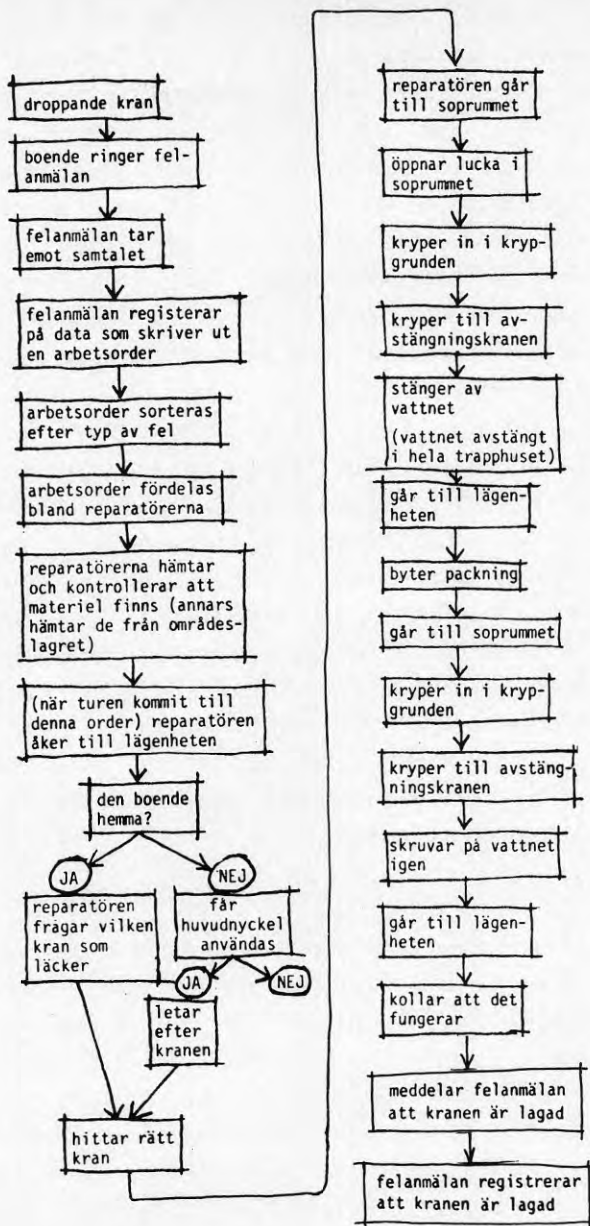 droppande kran
boende ringer fel-
anmälan
felanmälan tar
emot samtalet
felanmälan registerar
på data som skriver ut
en arbetsorder
arbetsorder sorteras
efter typ av fel
arbetsorder fördelas
bland reparatörerna
reparatörerna hämtar
och kontrollerar att
materiel finns (annars
hämtar de från områdes-
lagret)
(när turen kommit till
denna order) reparatören
åker till lägenheten
den boende
hemma?
JA
NEJ
reparatören
frågar vilken
kran som
läcker
får
huvudnyckel
användas
JA
NEJ
letar
efter
kranen
hittar rätt
kran
reparatören går
till soprummet
öppnar lucka i
soprummet
kryper in i kryp-
grunden
kryper till av-
stängningskranen
stänger av
vattnet
(vattnet avstängt
i hela trapphuset)
går till lägen-
heten
byter packning
går till soprummet
kryper in i kryp-
grunden
kryper till avstäng-
ningskranen
skruvar på vattnet
igen
går till lägen-
heten
kollar att det
fungerar
meddelar felanmälan
att kranen är lagad
felanmälan registrerar
att kranen är lagad